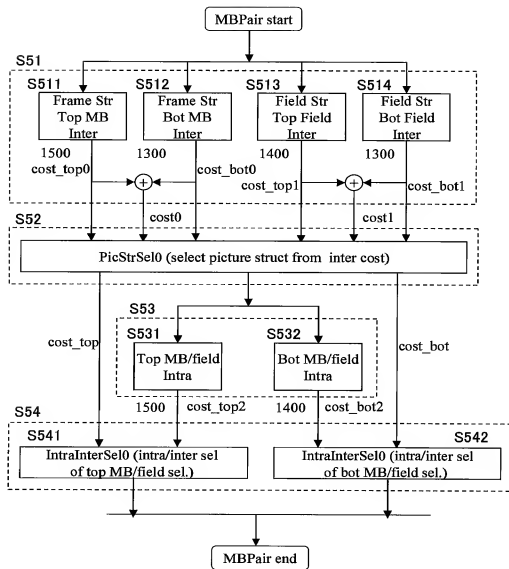 MBPair start
S51
S511
S512
S513
S514
Frame Str
Top MB
Inter
Frame Str
Bot MB
Inter
Field Str
Top Field
Inter
Field Str
Bot Field
Inter
1500
1300
1400
1300
cost_top0
cost_bot0
cost_top1
cost_bot1
+
+
cost0
cost1
S52
PicStrSel0 (select picture struct from inter cost)
S53
S531
S532
cost_top
cost_bot
Top MB/field
Intra
Bot MB/field
Intra
1500
cost_top2
1400
cost_bot2
S54
S541
S542
IntraInterSel0 (intra/inter sel
of top MB/field sel.)
IntraInterSel0 (intra/inter sel
of bot MB/field sel.)
MBPair end